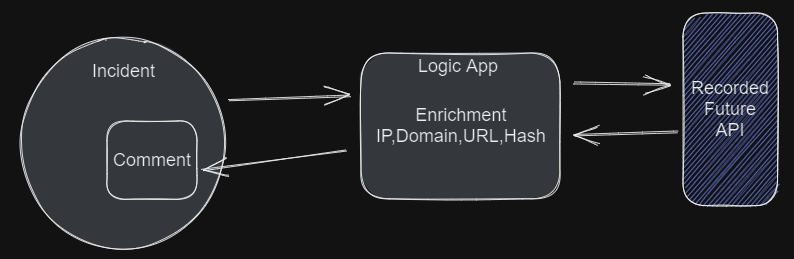 Incident
Comment
Logic App
Enrichment
IP,Domain,URL,Hash
Recorded
Future
API